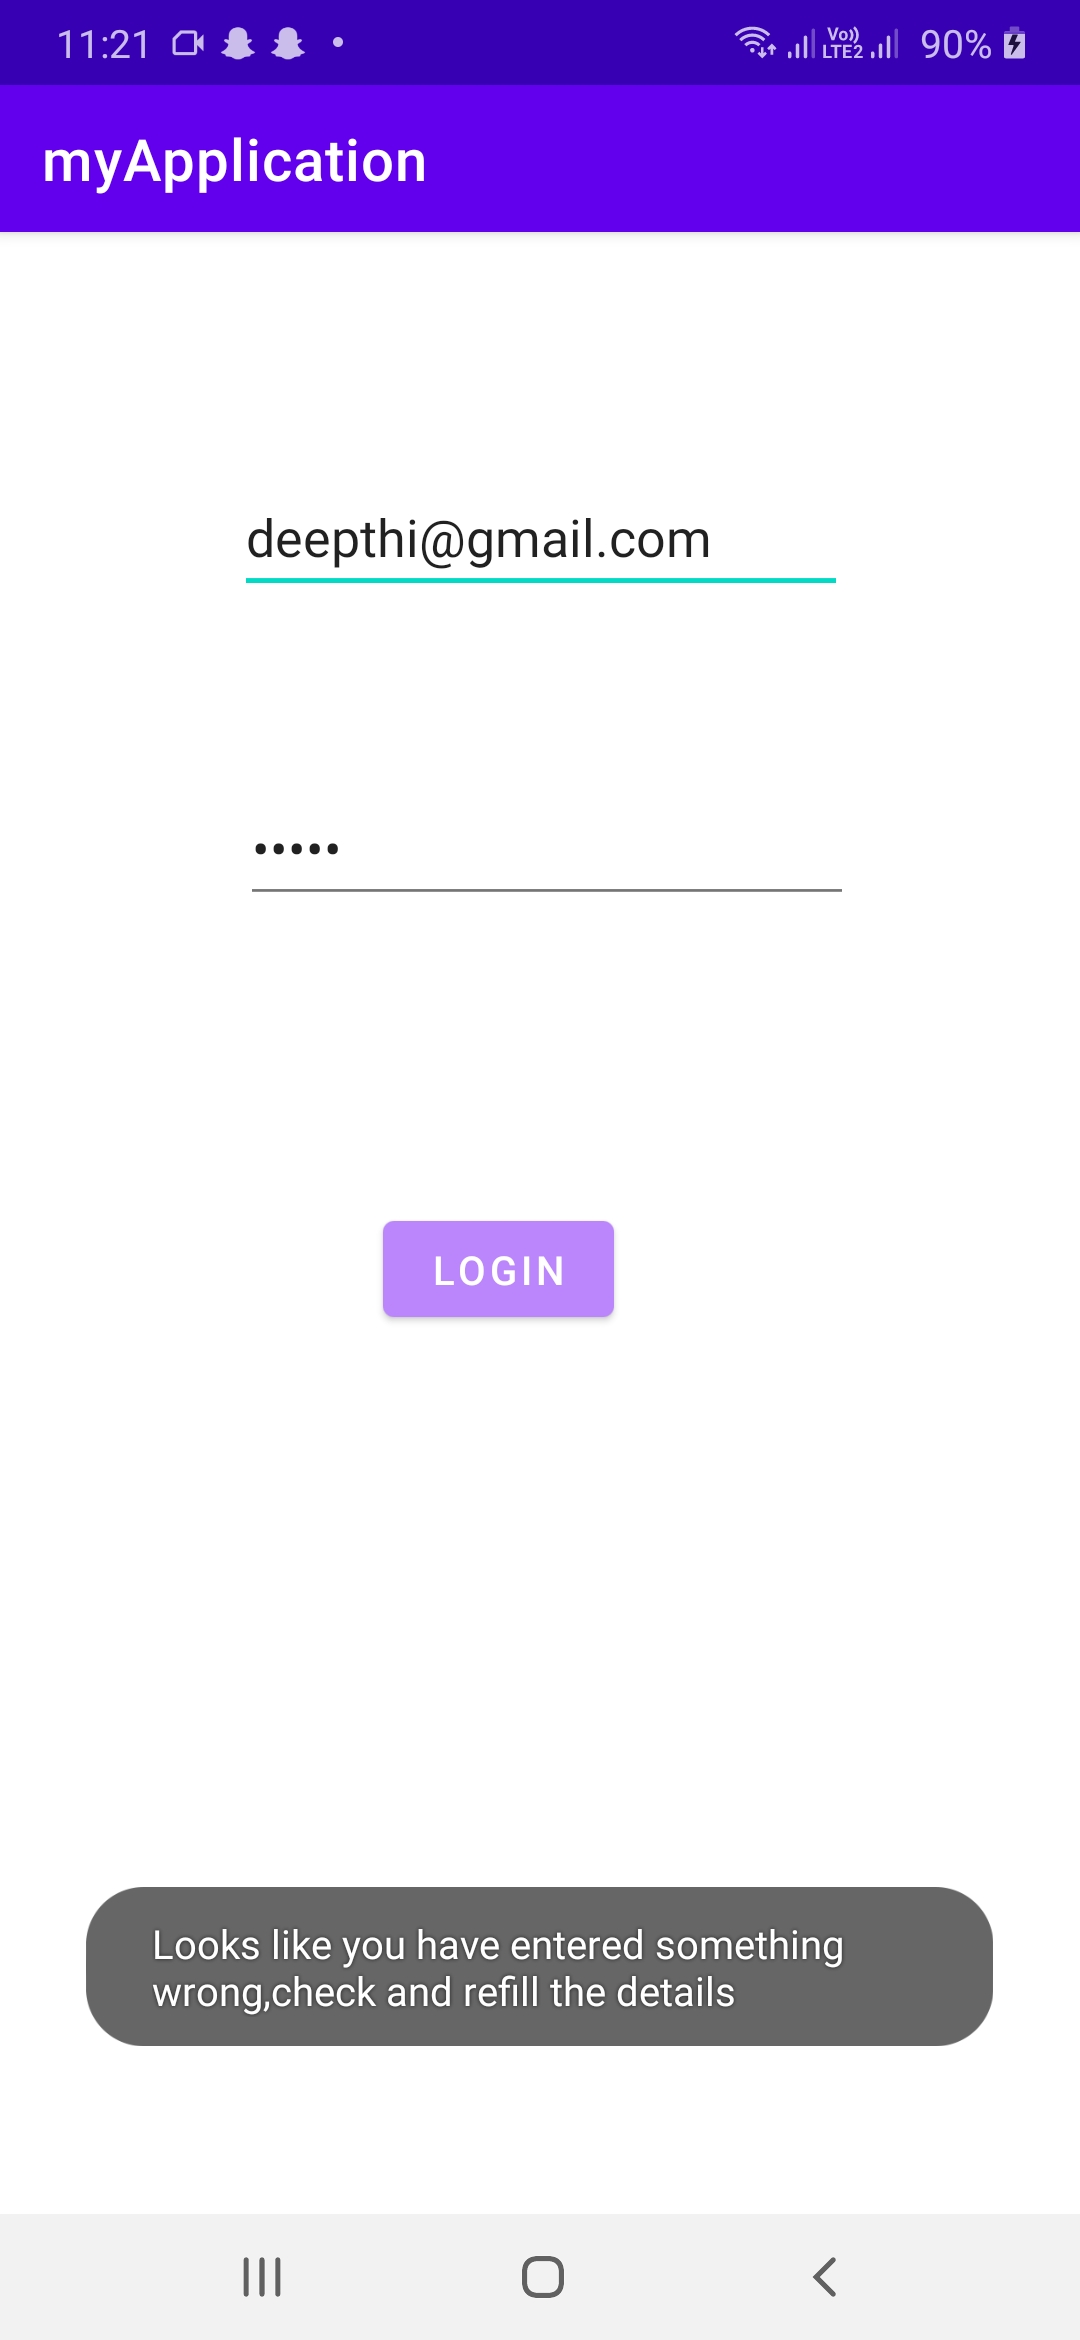 11:21 Vo)) LTE2 90%
myApplication
deepthi@gmail.com
•••••
LOGIN
Looks like you have entered something
wrong,check and refill the details